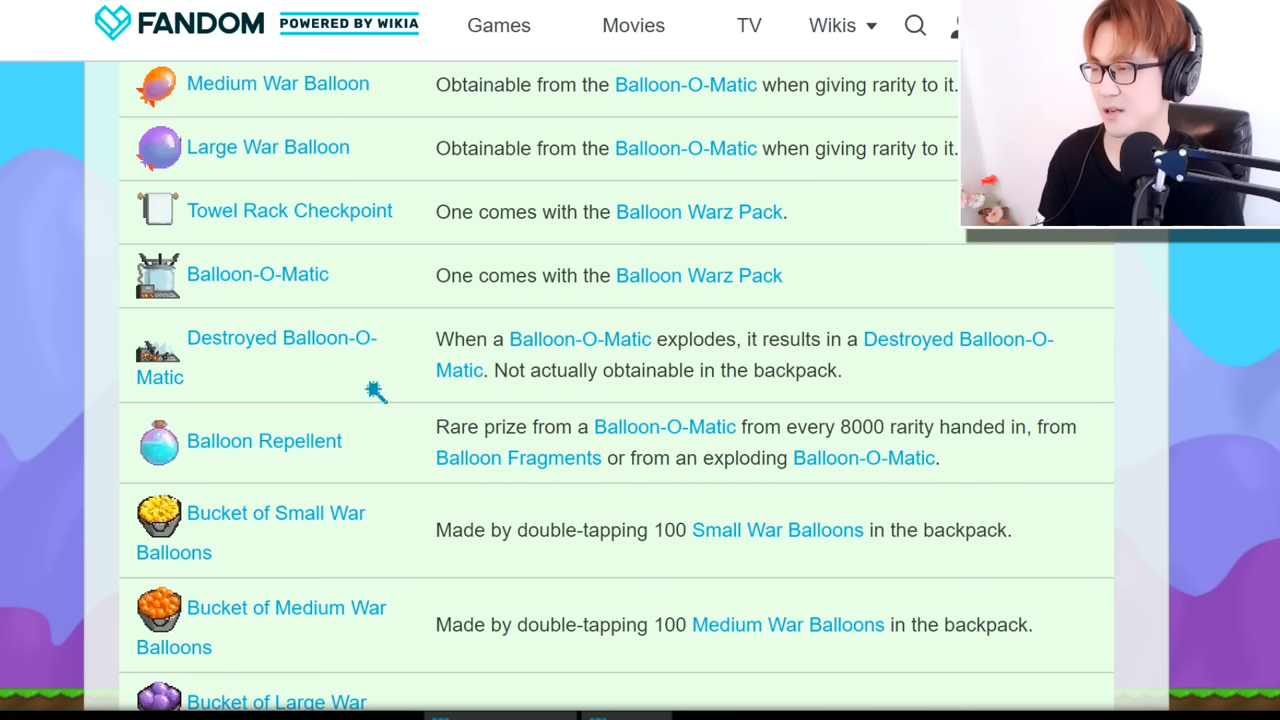 FANDOM POWERED BY WIKIA Games Movies TV Wikis
Medium War Balloon Obtainable from the Balloon-O-Matic when giving rarity to it.
Large War Balloon Obtainable from the Balloon-O-Matic when giving rarity to it.
Towel Rack Checkpoint One comes with the Balloon Warz Pack.
Balloon-O-Matic One comes with the Balloon Warz Pack
Destroyed Balloon-O-
Matic
When a Balloon-O-Matic explodes, it results in a Destroyed Balloon-O-
Matic. Not actually obtainable in the backpack.
Balloon Repellent
Rare prize from a Balloon-O-Matic from every 8000 rarity handed in, from
Balloon Fragments or from an exploding Balloon-O-Matic.
Bucket of Small War
Balloons
Made by double-tapping 100 Small War Balloons in the backpack.
Bucket of Medium War
Balloons
Made by double-tapping 100 Medium War Balloons in the backpack.
Bucket of Large War